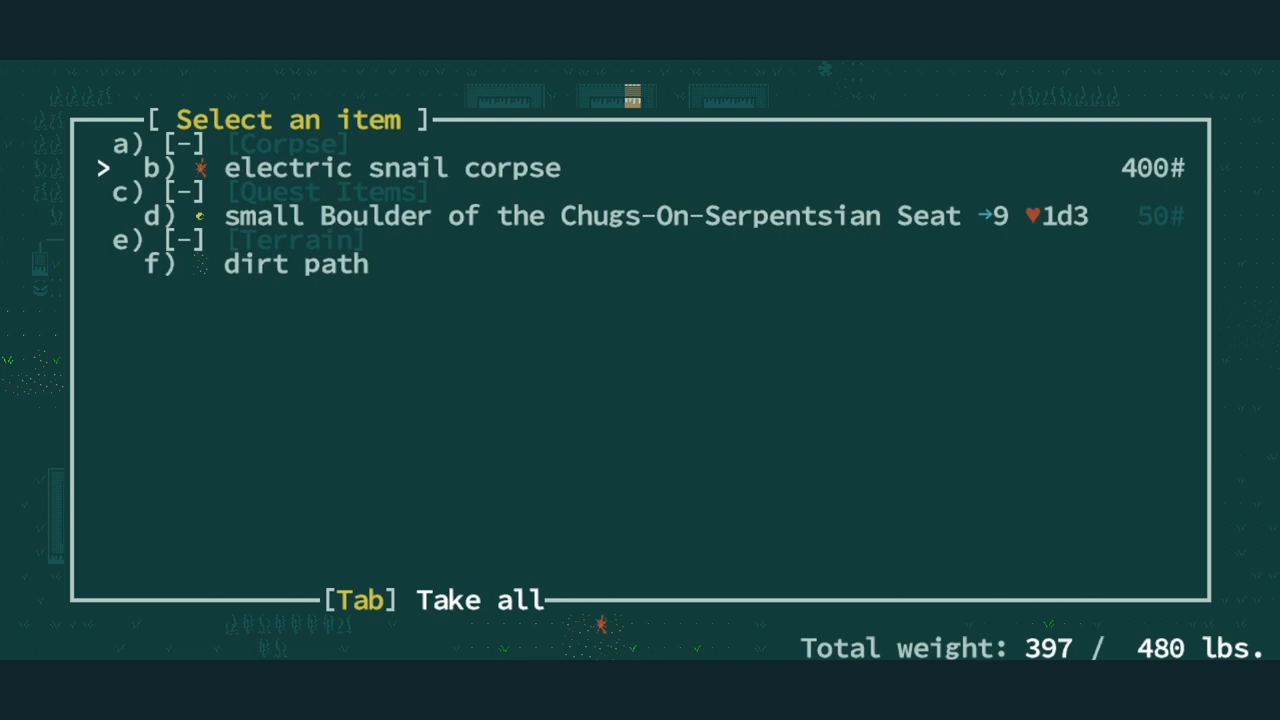 [ Select an item ]
a) [-] [Corpse]
> b) electric snail corpse 400#
c) [-] [Quest Items]
d) small Boulder of the Chugs-On-Serpentsian Seat →9 ♥1d3 50#
e) [-] [Terrain]
f) dirt path
[Tab] Take all
Total weight: 397 / 480 lbs.